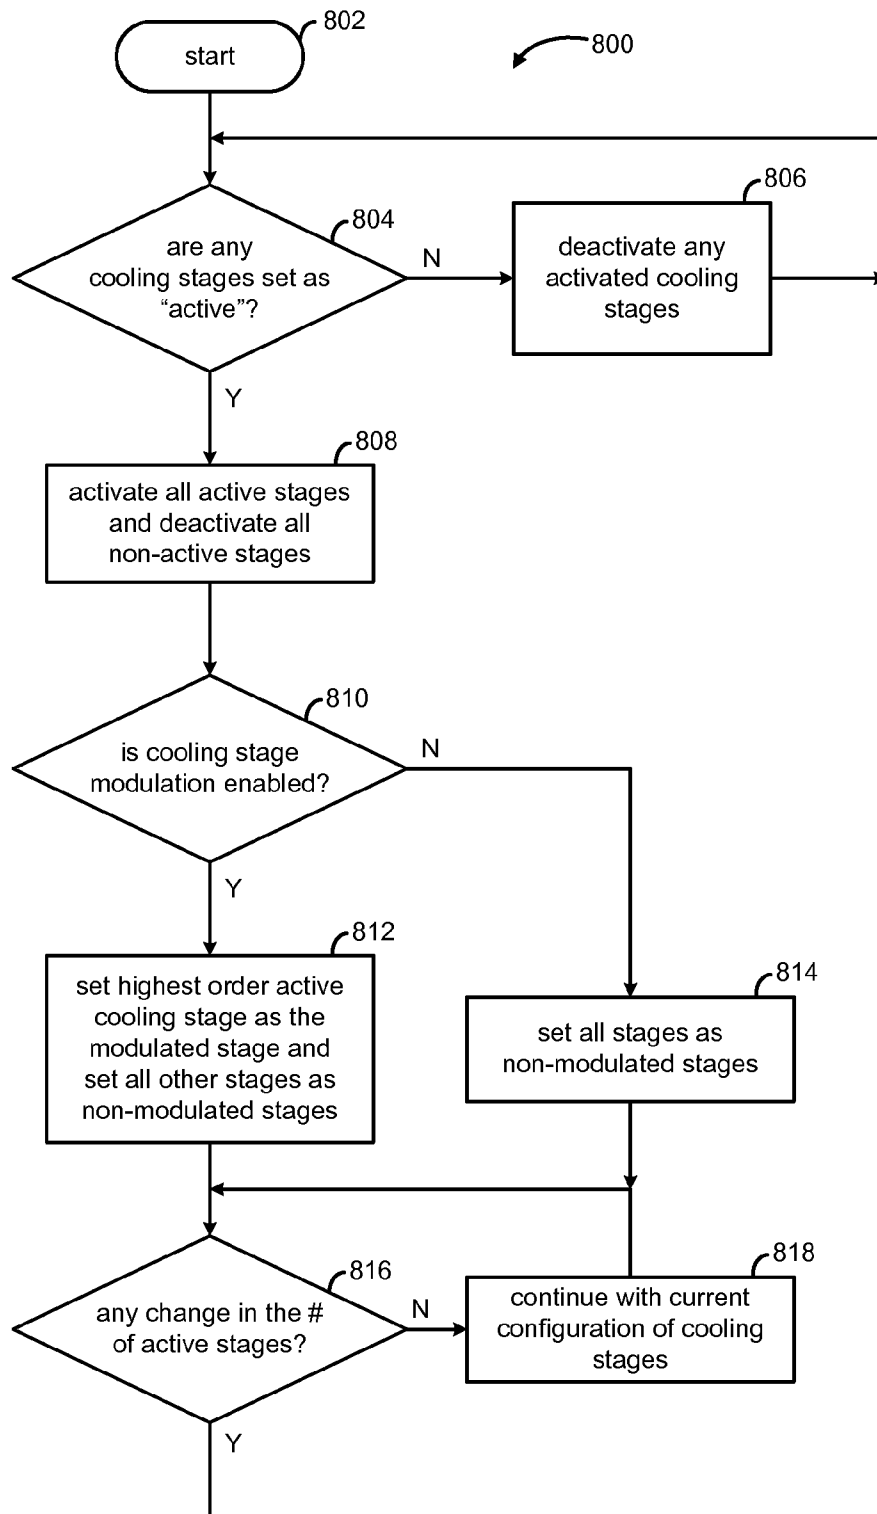 802
start
800
804
are any
cooling stages set as
“active”?
N
806
deactivate any
activated cooling
stages
Y
808
activate all active stages
and deactivate all
non-active stages
810
is cooling stage
modulation enabled?
N
Y
812
set highest order active
cooling stage as the
modulated stage and
set all other stages as
non-modulated stages
814
set all stages as
non-modulated stages
816
any change in the #
of active stages?
N
818
continue with current
configuration of cooling
stages
Y